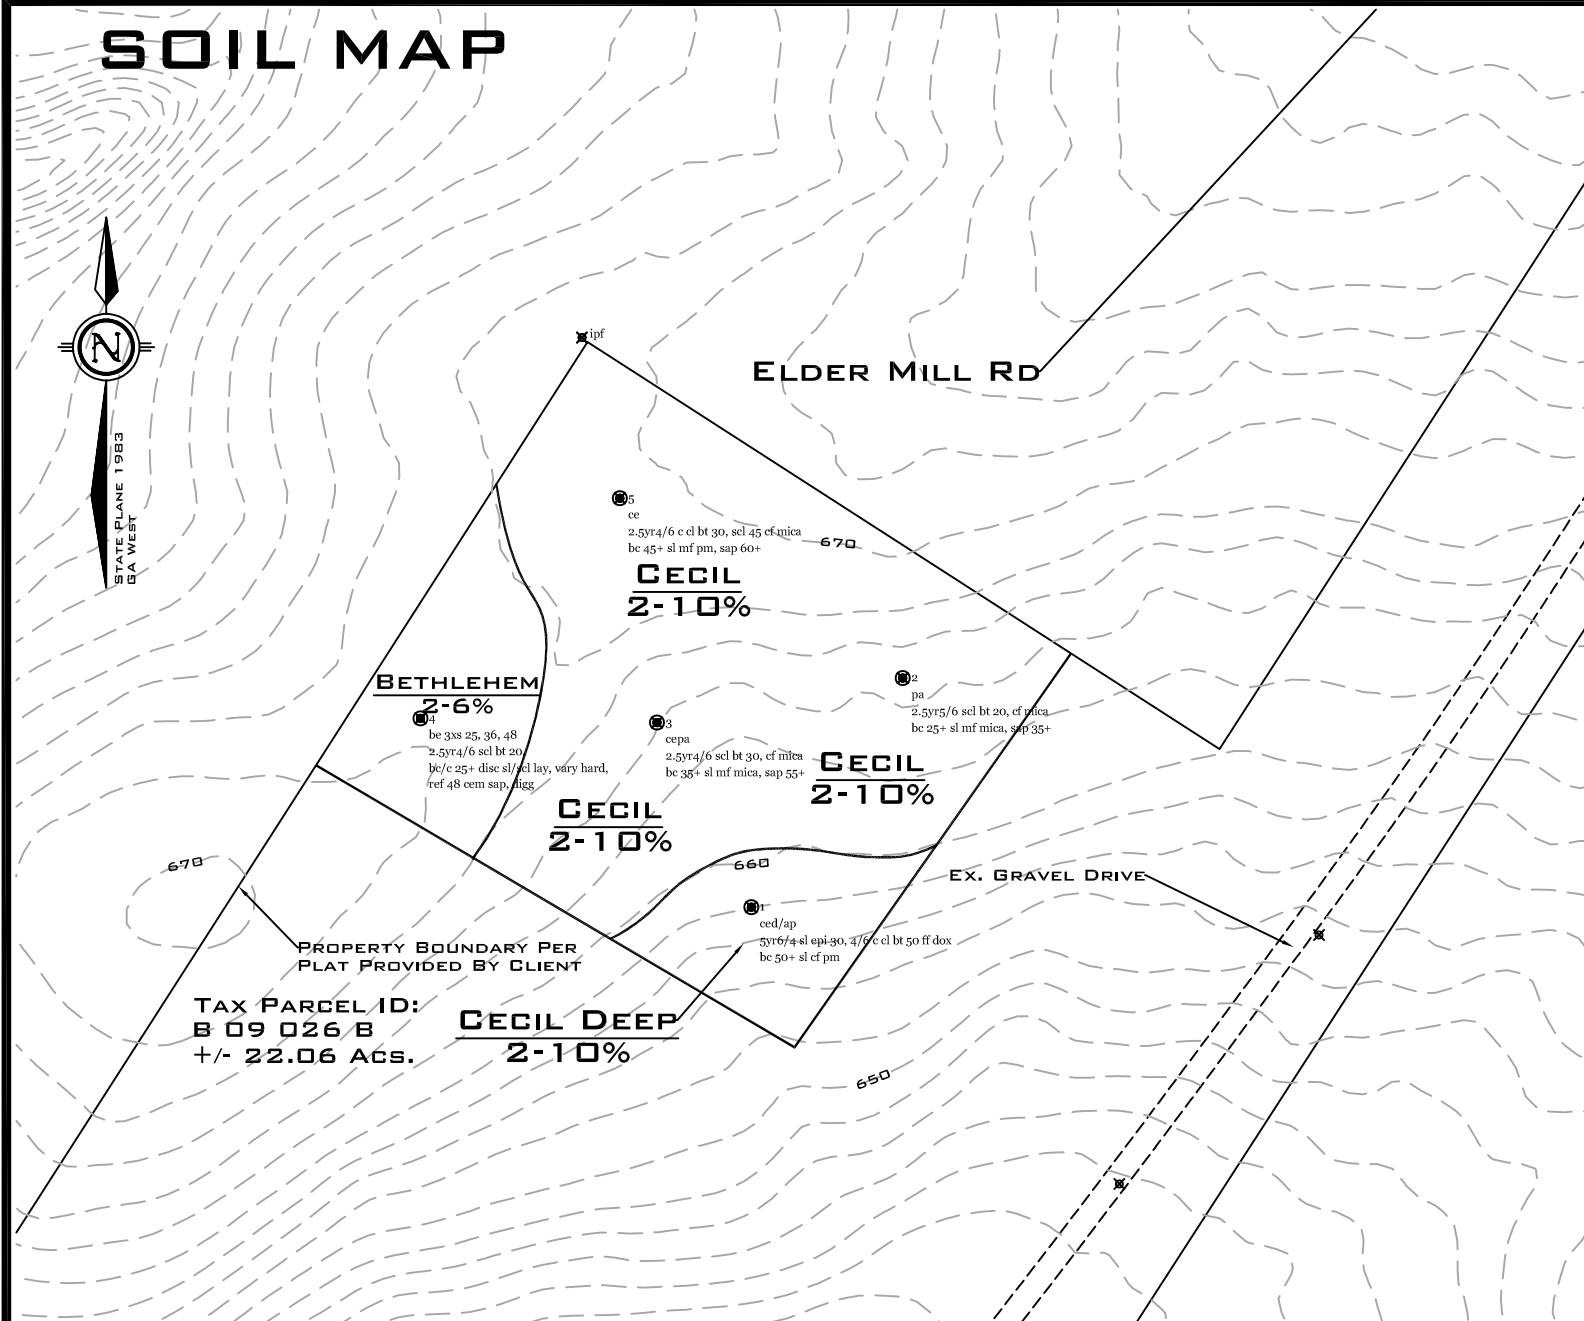 SOIL MAP
N
STATE PLANE 1983
GA WEST
ipf
ELDER MILL RD
5
ce
2.5yr4/6 c cl bt 30, scl 45 cf mica
bc 45+ sl mf pm, sap 60+
670
CECIL
2-10%
BETHLEHEM
2-6%
4
be 3xs 25, 36, 48
2.5yr4/6 scl bt 20,
bc/c 25+ disc sl/scl lay, vary hard,
ref 48 cem sap, digg
3
cepa
2.5yr4/6 scl bt 30, cf mica
bc 35+ sl mf mica, sap 55+
2
pa
2.5yr5/6 scl bt 20, cf mica
bc 25+ sl mf mica, sap 35+
CECIL
2-10%
CECIL
2-10%
670
660
EX. GRAVEL DRIVE
1
ced/ap
5yr6/4 sl epi 30, 4/6 c cl bt 50 ff dox
bc 50+ sl cf pm
PROPERTY BOUNDARY PER
PLAT PROVIDED BY CLIENT
TAX PARCEL ID:
B 09 026 B
+/- 22.06 ACS.
CECIL DEEP
2-10%
650